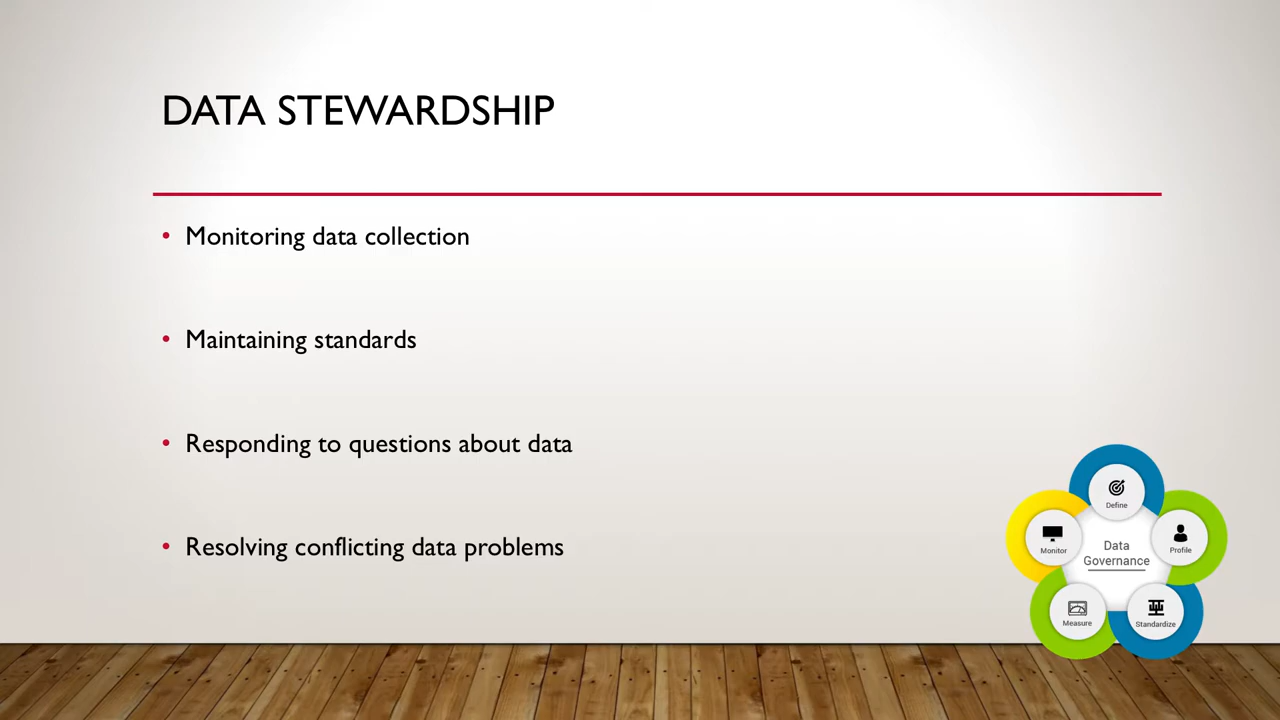 DATA STEWARDSHIP
• Monitoring data collection
• Maintaining standards
• Responding to questions about data
• Resolving conflicting data problems
Define
Monitor
Profile
Data
Governance
Measure
Standardize